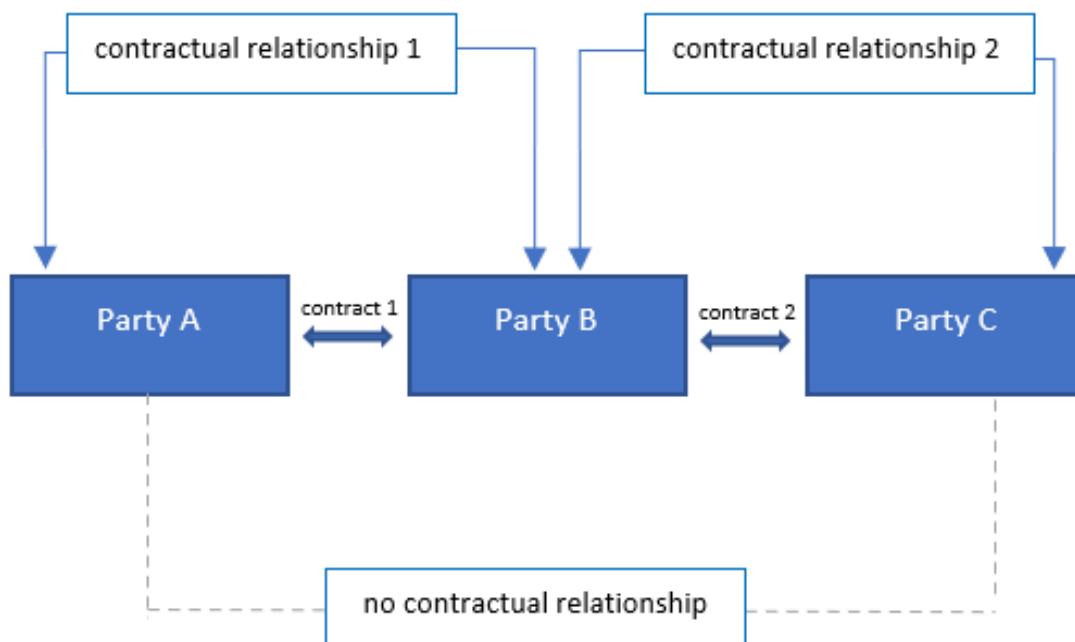 contractual relationship 1
contractual relationship 2
Party A
contract 1
Party B
contract 2
Party C
no contractual relationship